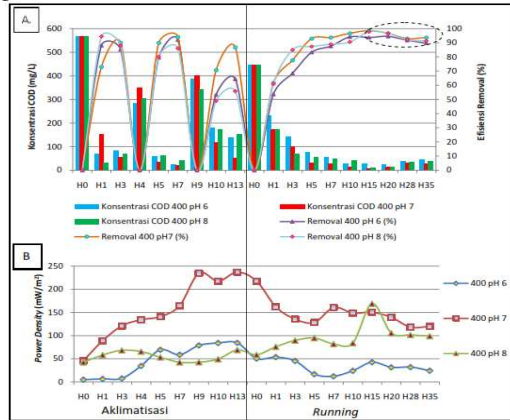 A.
Konsentrasi COD (mg/L)
600
500
400
300
200
100
0
100
90
80
70
60
50
40
30
20
10
0
Efisiensi Removal (%)
H0 H1 H3 H4 H5 H7 H9 H10 H13 H0 H1 H3 H5 H7 H10 H15 H20 H28 H35
Konsentrasi COD 400 pH 6
Konsentrasi COD 400 pH 7
Konsentrasi COD 400 pH 8
Removal 400 pH 6 (%)
Removal 400 pH7 (%)
Removal 400 pH 8 (%)
B
Power Density (mW/m²)
250
200
150
100
50
0
400 pH 6
400 pH 7
400 pH 8
H0 H1 H3 H4 H5 H7 H9 H10 H13 H0 H1 H3 H5 H7 H10 H15 H20 H28 H35
Aklimatisasi
Running